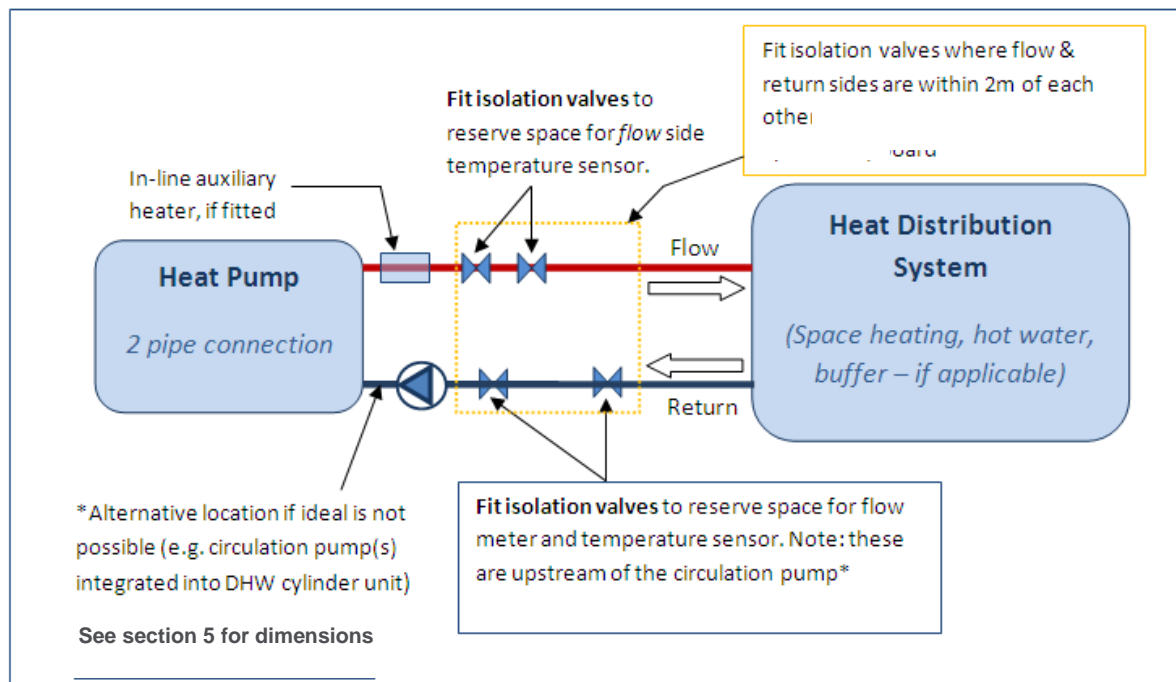 Fit isolation valves where flow &
return sides are within 2m of each
other
Fit isolation valves to
reserve space for flow side
temperature sensor.
In-line auxiliary
heater, if fitted
Heat Pump
2 pipe connection
Flow
Return
Heat Distribution
System
(Space heating, hot water,
buffer – if applicable)
*Alternative location if ideal is not
possible (e.g. circulation pump(s)
integrated into DHW cylinder unit)
See section 5 for dimensions
Fit isolation valves to reserve space for flow
meter and temperature sensor. Note: these
are upstream of the circulation pump*